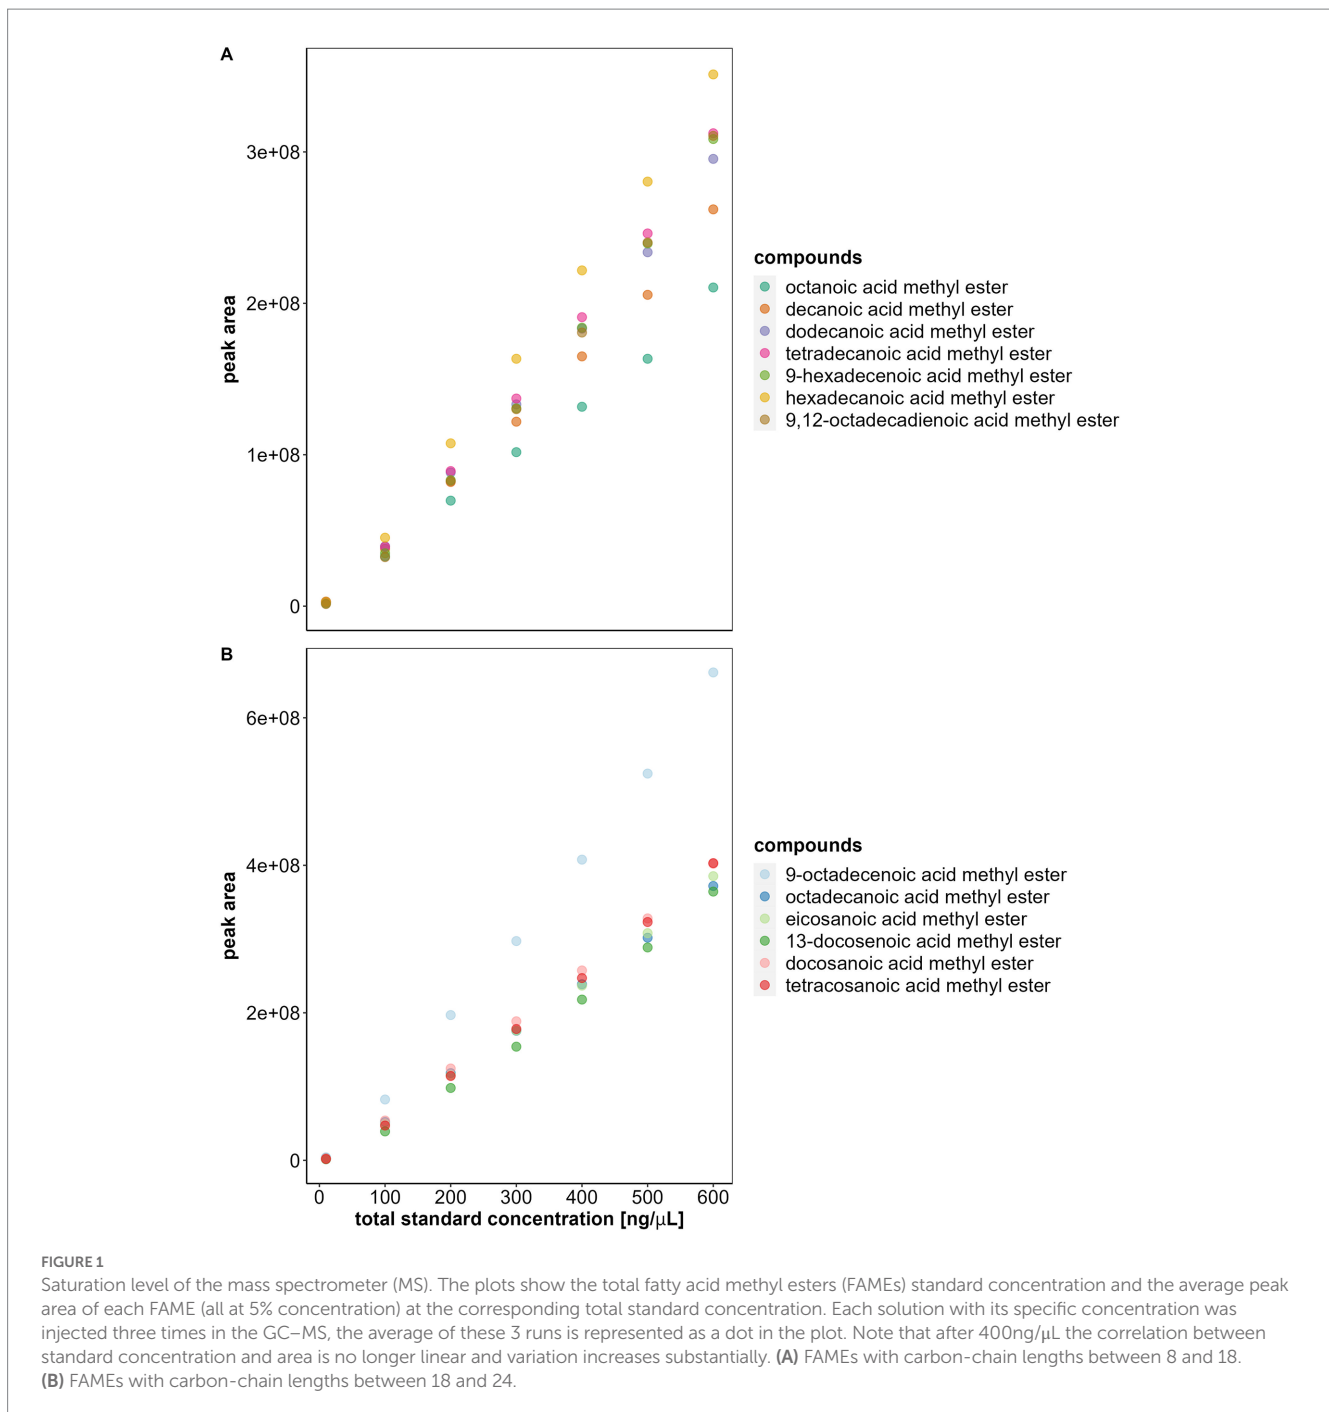 A
3e+08
2e+08
1e+08
0
peak area
compounds
octanoic acid methyl ester
decanoic acid methyl ester
dodecanoic acid methyl ester
tetradecanoic acid methyl ester
9-hexadecenoic acid methyl ester
hexadecanoic acid methyl ester
9,12-octadecadienoic acid methyl ester
B
6e+08
4e+08
2e+08
0
peak area
0 100 200 300 400 500 600
total standard concentration [ng/μL]
compounds
9-octadecenoic acid methyl ester
octadecanoic acid methyl ester
eicosanoic acid methyl ester
13-docosenoic acid methyl ester
docosanoic acid methyl ester
tetracosanoic acid methyl ester
FIGURE 1
Saturation level of the mass spectrometer (MS). The plots show the total fatty acid methyl esters (FAMEs) standard concentration and the average peak
area of each FAME (all at 5% concentration) at the corresponding total standard concentration. Each solution with its specific concentration was
injected three times in the GC–MS, the average of these 3 runs is represented as a dot in the plot. Note that after 400ng/μL the correlation between
standard concentration and area is no longer linear and variation increases substantially. (A) FAMEs with carbon-chain lengths between 8 and 18.
(B) FAMEs with carbon-chain lengths between 18 and 24.